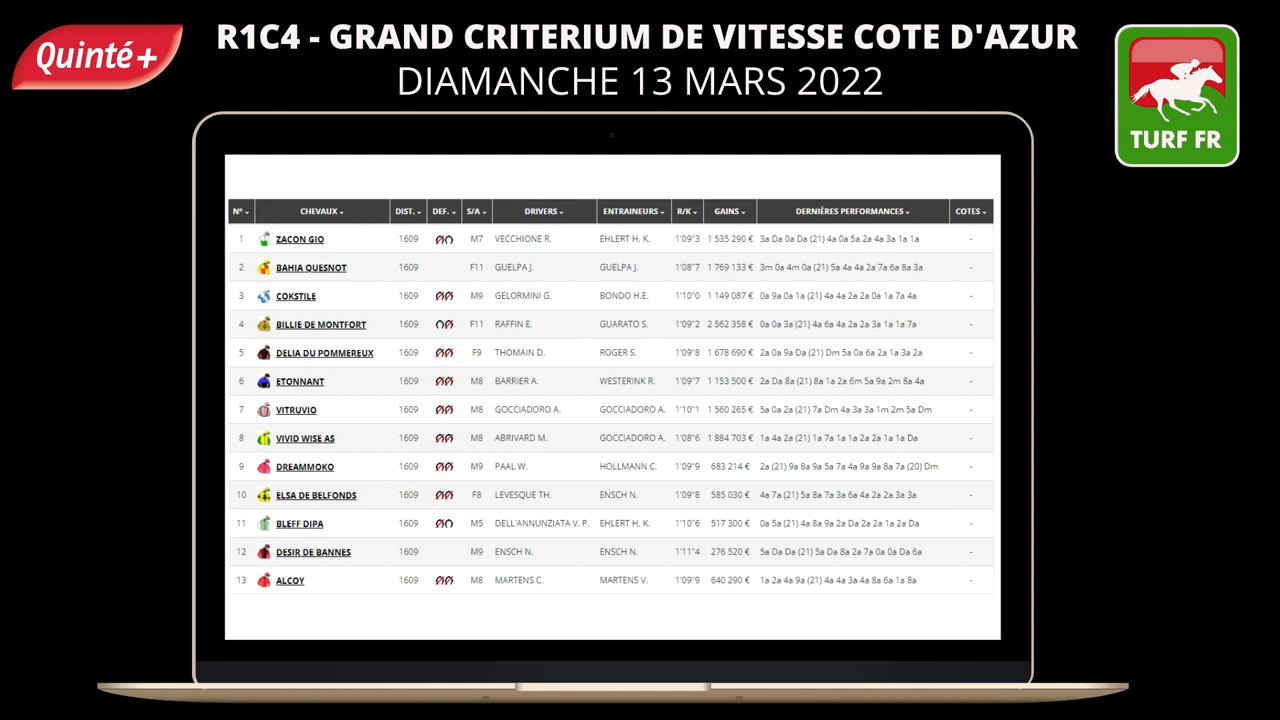 Quinté+
R1C4 - GRAND CRITERIUM DE VITESSE COTE D'AZUR
DIAMANCHE 13 MARS 2022
TURF FR
N° CHEVAUX DIST. DEF. S/A DRIVERS ENTRAINEURS R/K GAINS DERNIÈRES PERFORMANCES COTES
1 ZACON GIO 1609 M7 VECCHIONE R. EHLERT H. K. 1'09"3 1 535 290 € 3a Da 0a Da (21) 4a 0a 5a 2a 4a 3a 1a 1a -
2 BAHIA QUESNOT 1609 F11 GUELPA J. GUELPA J. 1'08"7 1 769 133 € 3m 0a 4m 0a (21) 5a 4a 4a 2a 7a 6a 8a 3a -
3 COKSTILE 1609 M9 GELORMINI G. BONDO H.E. 1'10"0 1 149 087 € 0a 9a 0a 1a (21) 4a 4a 2a 2a 0a 1a 7a 4a -
4 BILLIE DE MONTFORT 1609 F11 RAFFIN E. GUARATO S. 1'09"2 2 562 358 € 0a 0a 3a (21) 4a 6a 4a 2a 2a 3a 1a 1a 7a -
5 DELIA DU POMMEREUX 1609 F9 THOMAIN D. ROGER S. 1'09"8 1 678 690 € 2a 0a 9a Da (21) Dm 5a 0a 6a 2a 1a 3a 2a -
6 ETONNANT 1609 M8 BARRIER A. WESTERINK R. 1'09"7 1 153 500 € 2a Da 8a (21) 8a 1a 2a 6m 5a 9a 2m 8a 4a -
7 VITRUVIO 1609 M8 GOCCIADORO A. GOCCIADORO A. 1'10"1 1 560 265 € 5a 0a 2a (21) 7a Dm 4a 3a 3a 1m 2m 5a Dm -
8 VIVID WISE AS 1609 M8 ABRIVARD M. GOCCIADORO A. 1'08"6 1 884 703 € 1a 4a 2a (21) 1a 7a 1a 1a 2a 2a 1a 1a Da -
9 DREAMMOKO 1609 M9 PAAL W. HOLLMANN C. 1'09"9 683 214 € 2a (21) 9a 8a 9a 5a 7a 4a 9a 9a 8a 7a (20) Dm -
10 ELSA DE BELFONDS 1609 F8 LEVESQUE TH. ENSCH N. 1'09"8 585 030 € 4a 7a (21) 5a 8a 7a 3a 6a 4a 2a 2a 3a 3a -
11 BLEFF DIPA 1609 M5 DELL'ANNUNZIATA V. P. EHLERT H. K. 1'10"6 517 300 € 0a 5a (21) 4a 8a 9a 2a Da 2a 2a 1a 2a Da -
12 DESIR DE BANNES 1609 M9 ENSCH N. ENSCH N. 1'11"4 276 520 € 5a Da Da (21) 5a Da 8a 2a 7a 0a 0a Da 6a -
13 ALCOY 1609 M8 MARTENS C. MARTENS V. 1'09"9 640 290 € 1a 2a 4a 9a (21) 4a 4a 3a 4a 8a 6a 1a 8a -